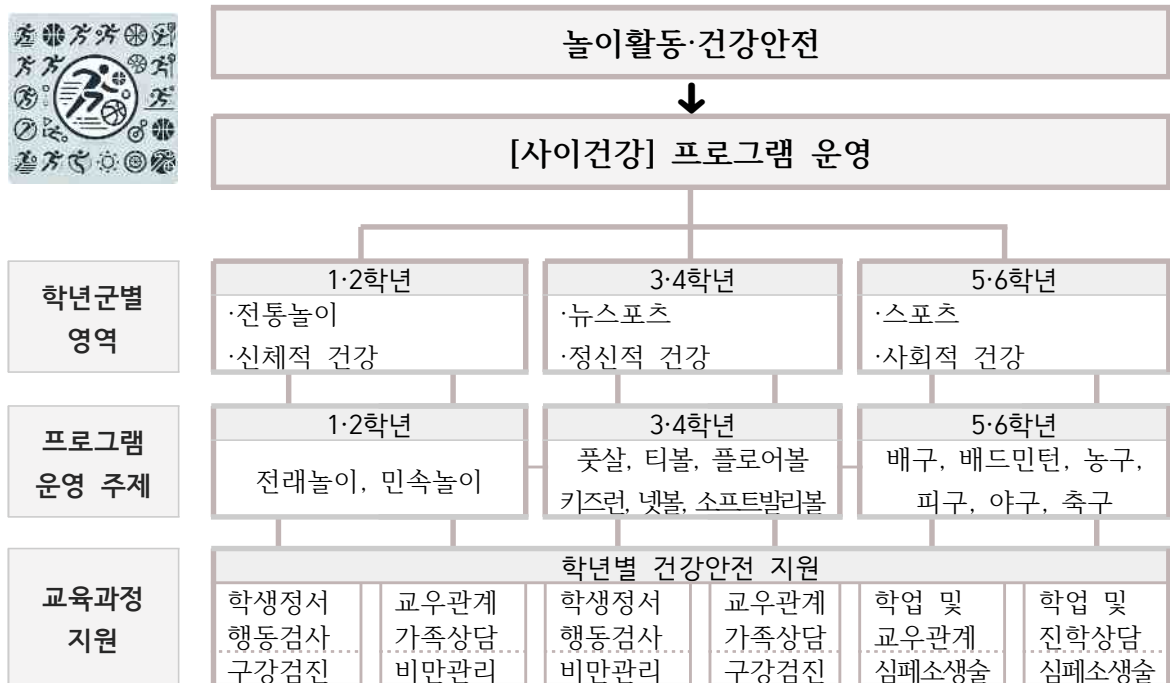 놀이활동·건강안전
[사이건강] 프로그램 운영
학년군별
영역
1·2학년
·전통놀이
·신체적 건강
3·4학년
·뉴스포츠
·정신적 건강
5·6학년
·스포츠
·사회적 건강
프로그램
운영 주제
1·2학년
전래놀이, 민속놀이
3·4학년
풋살, 티볼, 플로어볼
키즈런, 넷볼, 소프트발리볼
5·6학년
배구, 배드민턴, 농구,
피구, 야구, 축구
교육과정
지원
학년별 건강안전 지원
학생정서
행동검사
구강검진
교우관계
가족상담
비만관리
학생정서
행동검사
비만관리
교우관계
가족상담
구강검진
학업 및
교우관계
심폐소생술
학업 및
진학상담
심폐소생술